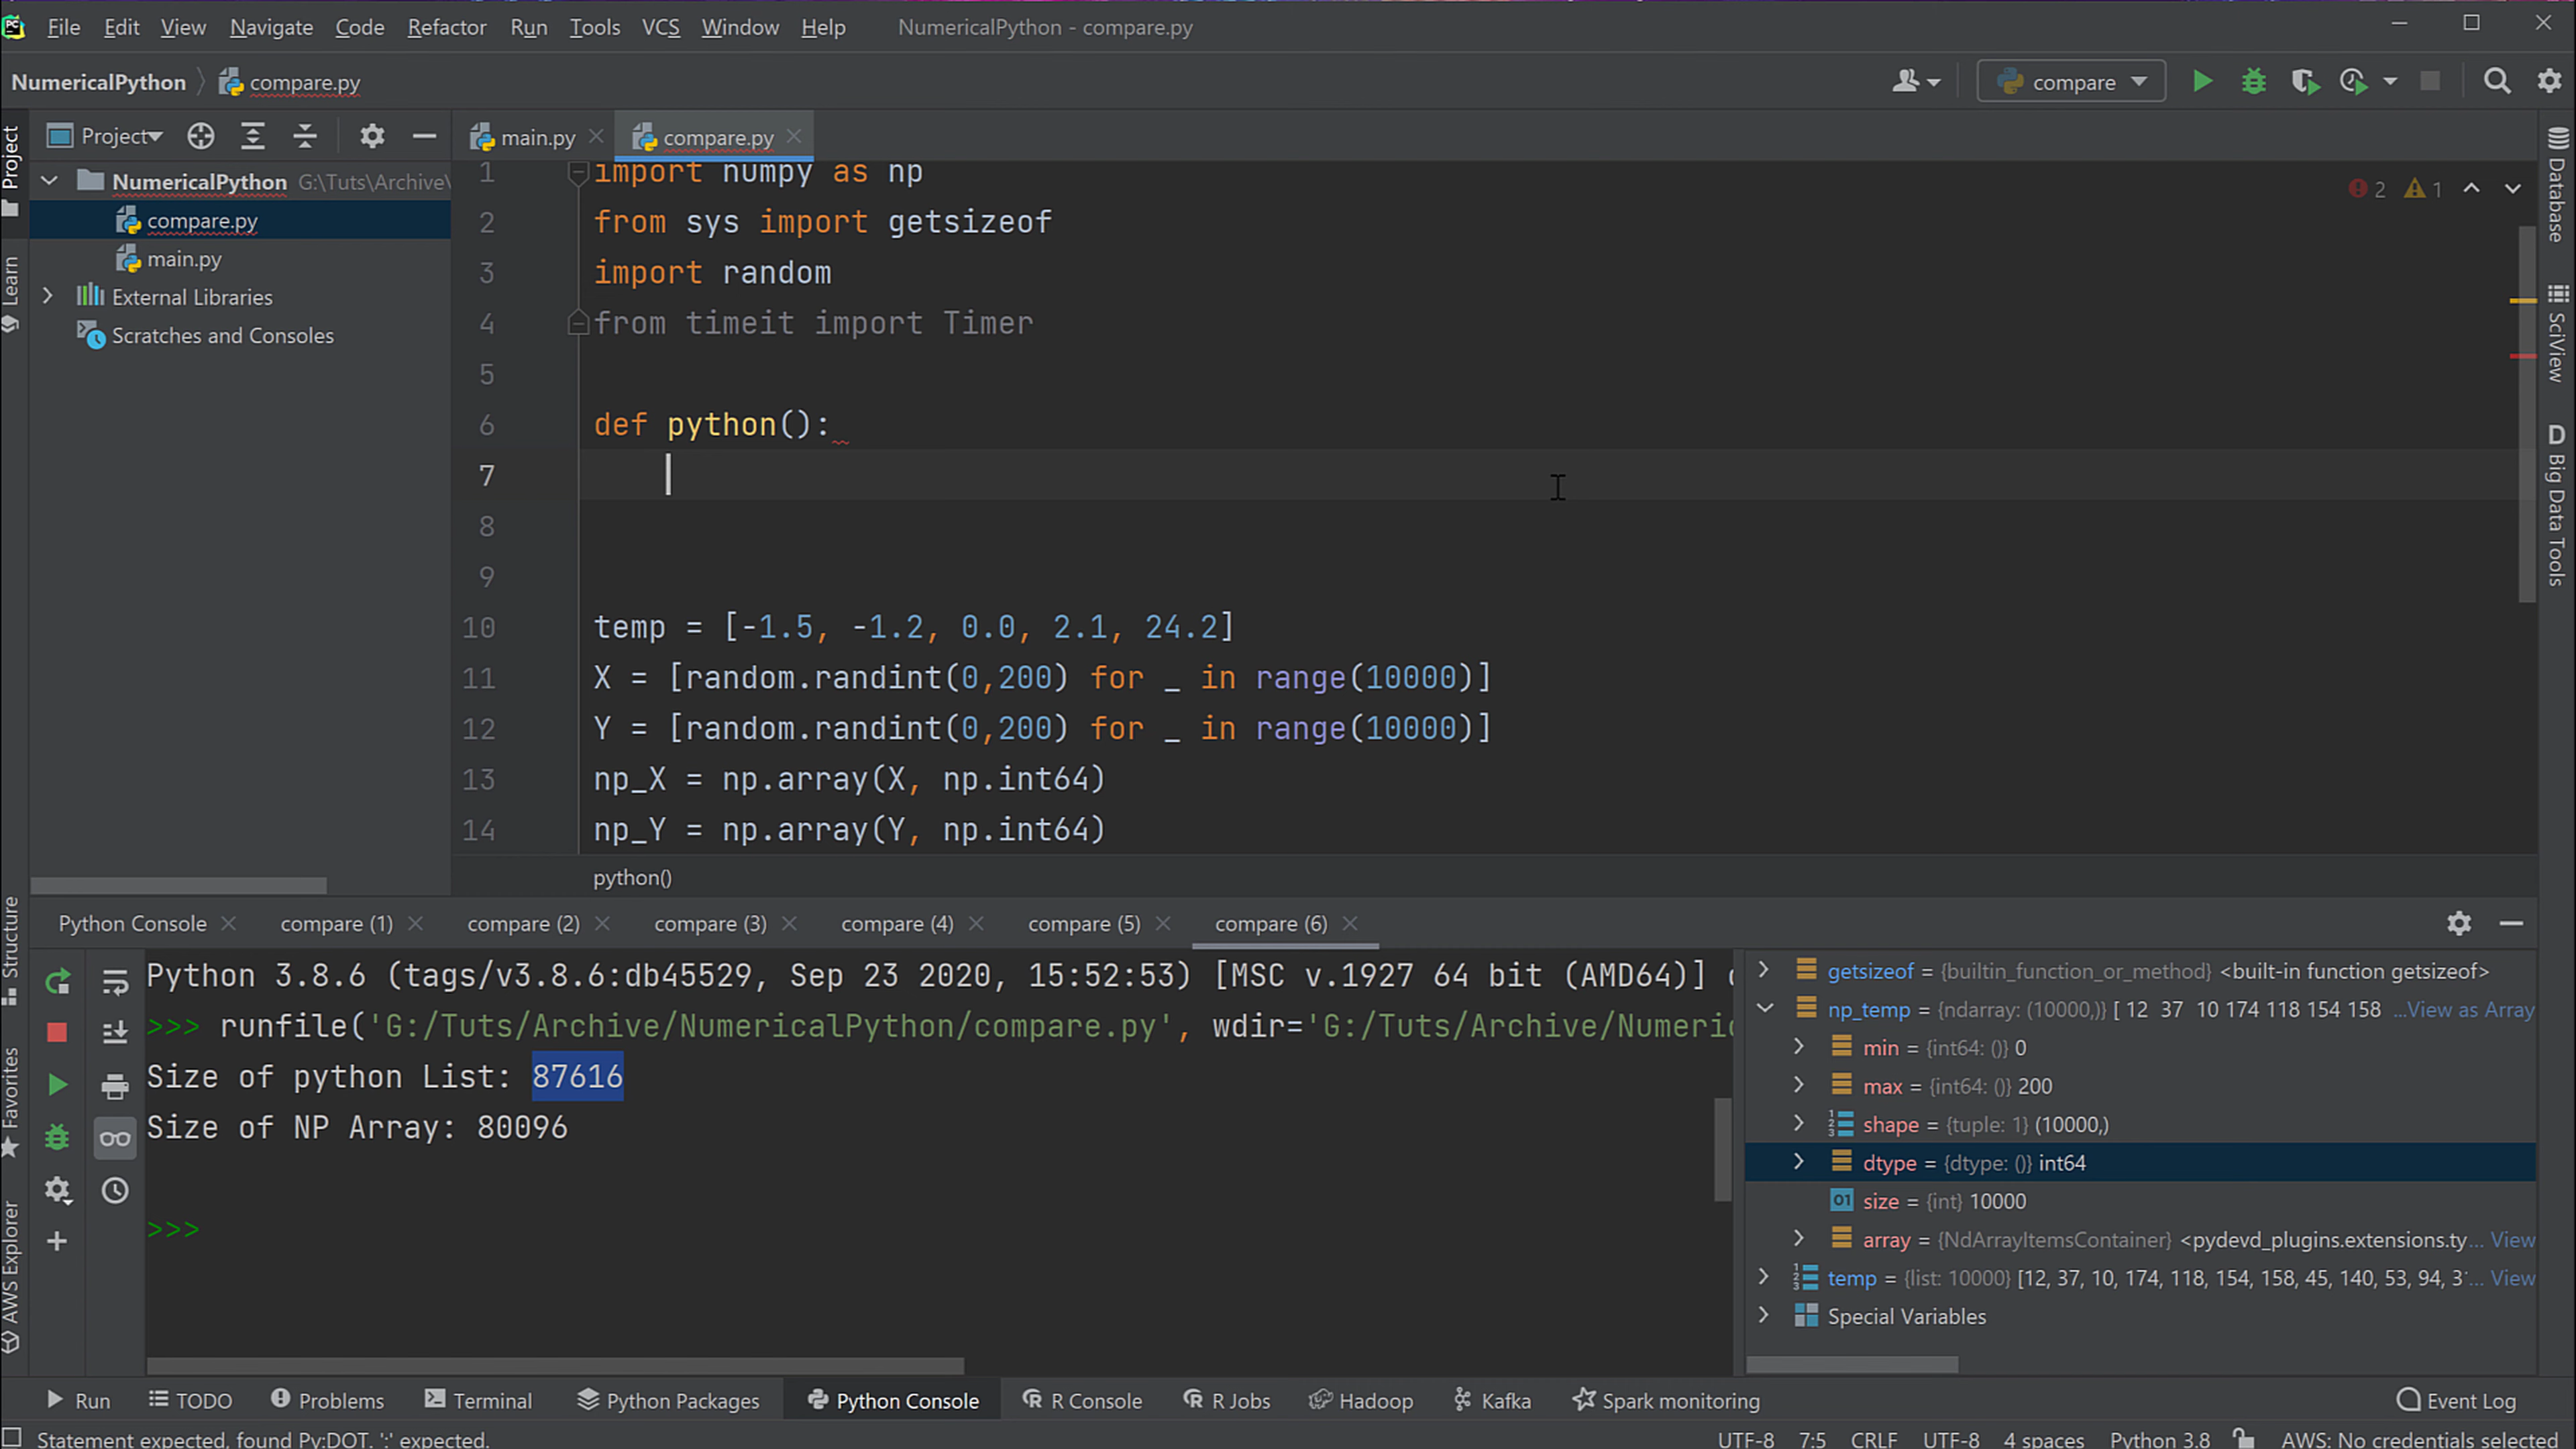 PC File Edit View Navigate Code Refactor Run Tools VCS Window Help NumericalPython - compare.py
NumericalPython compare.py compare
Project main.py compare.py
Project
Learn
Structure
Favorites
AWS Explorer
NumericalPython G:\Tuts\Archive\
compare.py
main.py
External Libraries
Scratches and Consoles
2 1
1 import numpy as np
2 from sys import getsizeof
3 import random
4 from timeit import Timer
5
6 def python():
7
8
9
10 temp = [-1.5, -1.2, 0.0, 2.1, 24.2]
11 X = [random.randint(0,200) for _ in range(10000)]
12 Y = [random.randint(0,200) for _ in range(10000)]
13 np_X = np.array(X, np.int64)
14 np_Y = np.array(Y, np.int64)
python()
Database
SciView
D Big Data Tools
Python Console compare (1) compare (2) compare (3) compare (4) compare (5) compare (6)
Python 3.8.6 (tags/v3.8.6:db45529, Sep 23 2020, 15:52:53) [MSC v.1927 64 bit (AMD64)]
>>> runfile('G:/Tuts/Archive/NumericalPython/compare.py', wdir='G:/Tuts/Archive/Numeric
Size of python List: 87616
Size of NP Array: 80096
>>>
getsizeof = {builtin_function_or_method} <built-in function getsizeof>
np_temp = {ndarray: (10000,)} [ 12 37 10 174 118 154 158 ...View as Array
min = {int64: ()} 0
max = {int64: ()} 200
shape = {tuple: 1} (10000,)
dtype = {dtype: ()} int64
01 size = {int} 10000
array = {NdArrayItemsContainer} <pydevd_plugins.extensions.ty... View
temp = {list: 10000} [12, 37, 10, 174, 118, 154, 158, 45, 140, 53, 94, 3... View
Special Variables
Run TODO Problems Terminal Python Packages Python Console R Console R Jobs Hadoop Kafka Spark monitoring Event Log
Statement expected, found Py:DOT. ':' expected. UTF-8 7:5 CRLF UTF-8 4 spaces Python 3.8 AWS: No credentials selected